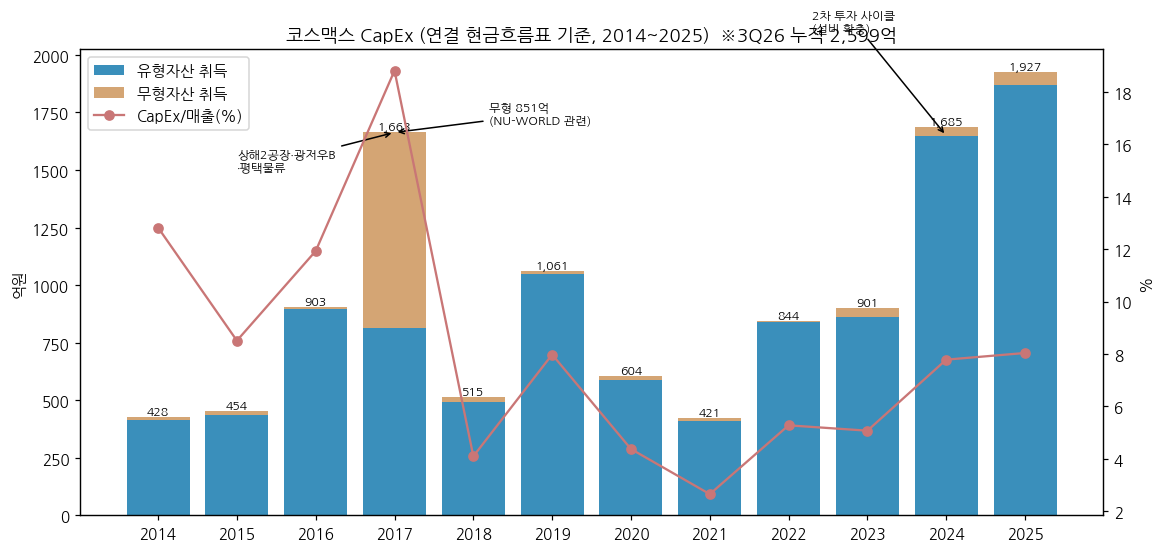 2차 투자 사이클
(설비 확충)
코스맥스 CapEx (연결 현금흐름표 기준, 2014~2025) ※3Q26 누적 2,599억
유형자산 취득
무형자산 취득
CapEx/매출(%)
무형 851억
(NU-WORLD 관련)
상해2공장·광저우B
·평택물류
억원
2000
1750
1500
1250
1000
750
500
250
0
428
454
903
1,663
515
1,061
604
421
844
901
1,685
1,927
18
16
14
12
10
8
6
4
2
%
2014 2015 2016 2017 2018 2019 2020 2021 2022 2023 2024 2025